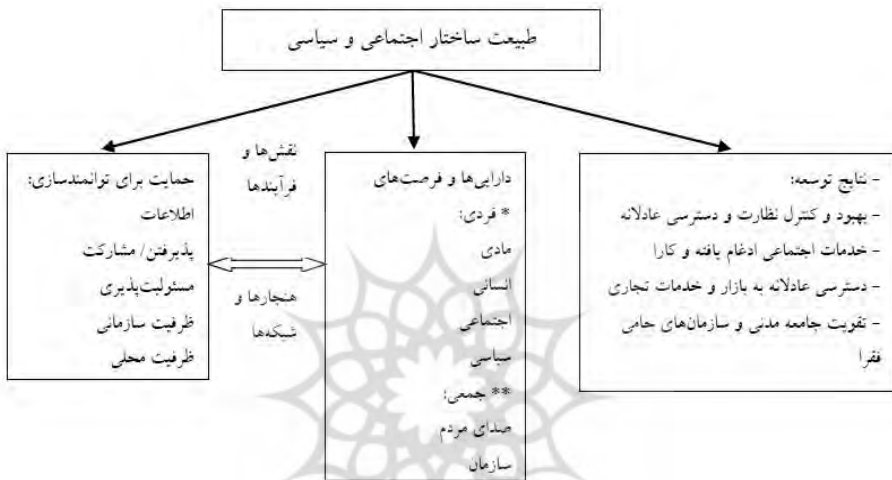 طبیعت ساختار اجتماعی و سیاسی
- نتایج توسعه:
- بهبود و کنترل نظارت و دسترسی عادلانه
- خدمات اجتماعی ادغام یافته و کارا
- دسترسی عادلانه به بازار و خدمات تجاری
- تقویت جامعه مدنی و سازمان‌های حامی
فقرا
دارایی‌ها و فرصت‌های
* فردی:
مادی
انسانی
اجتماعی
سیاسی
** جمعی:
صدای مردم
سازمان
نقش‌ها و
فرآیندها
هنجارها و
شبکه‌ها
حمایت برای توانمندسازی:
اطلاعات
پذیرفتن/ مشارکت
مسئولیت‌پذیری
ظرفیت سازمانی
ظرفیت محلی